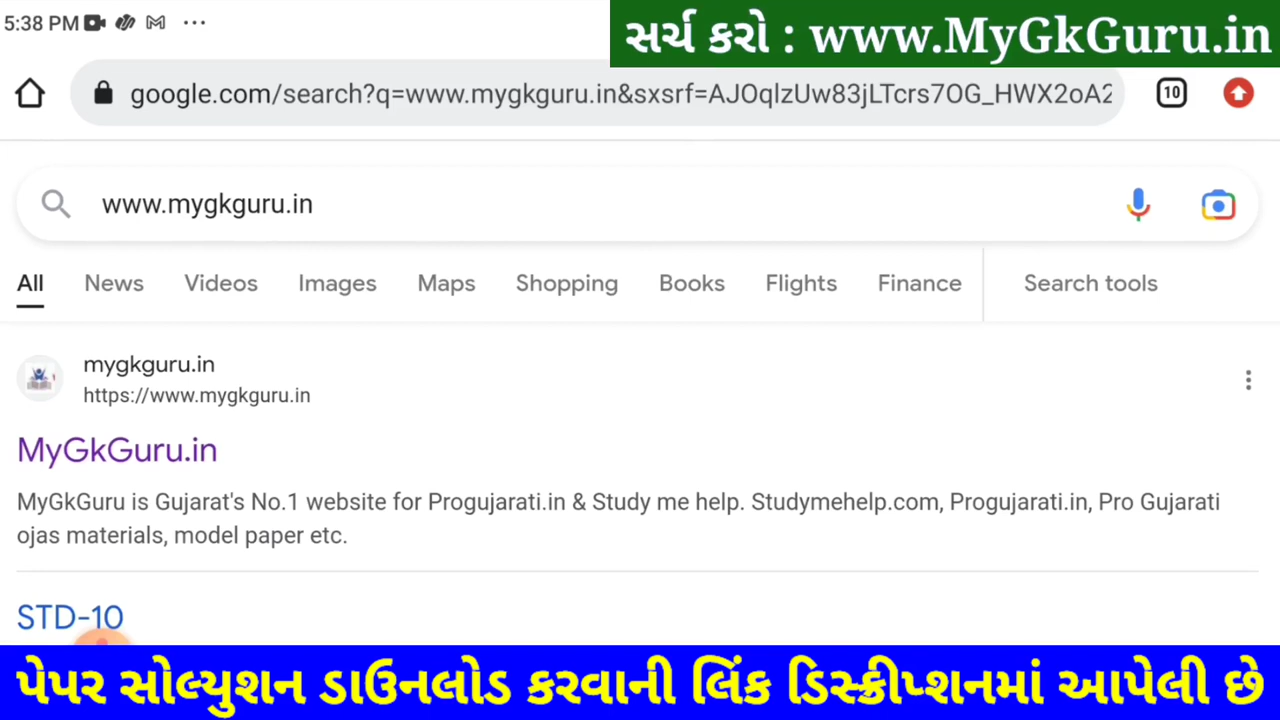 5:38 PM
સર્ચ કરો : www.MyGkGuru.in
google.com/search?q=www.mygkguru.in&sxsrf=AJOqlzUw83jLTcrs7OG_HWX2oA2
10
www.mygkguru.in
All News Videos Images Maps Shopping Books Flights Finance Search tools
mygkguru.in
https://www.mygkguru.in
MyGkGuru.in
MyGkGuru is Gujarat's No.1 website for Progujarati.in & Study me help. Studymehelp.com, Progujarati.in, Pro Gujarati
ojas materials, model paper etc.
STD-10
પેપર સોલ્યુશન ડાઉનલોડ કરવાની લિંક ડિસ્ક્રીપ્શનમાં આપેલી છે